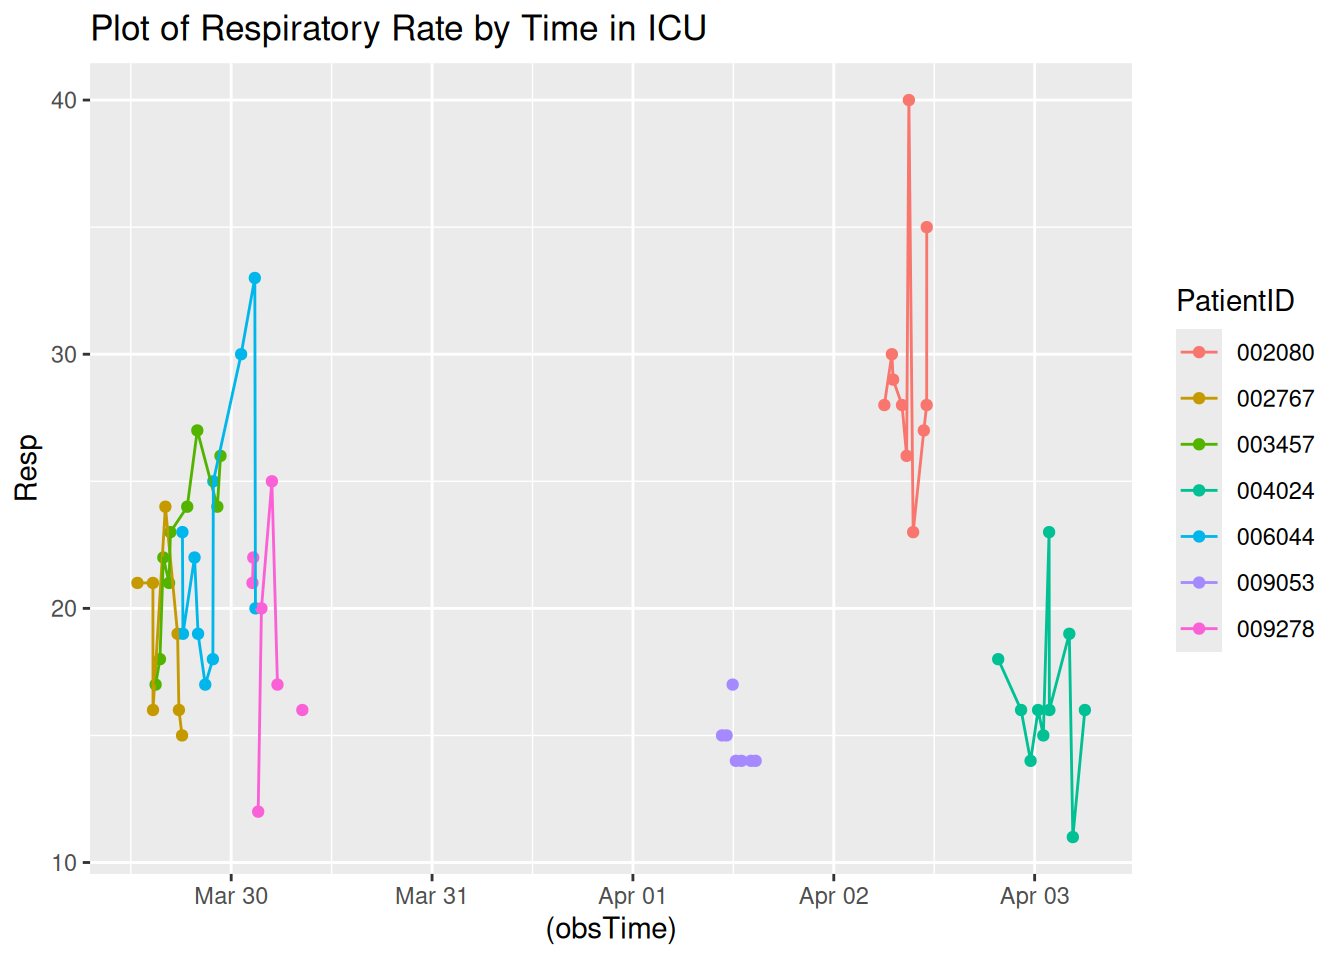 Plot of Respiratory Rate by Time in ICU
40
30
20
10
Resp
Mar 30
Mar 31
Apr 01
Apr 02
Apr 03
(obsTime)
PatientID
002080
002767
003457
004024
006044
009053
009278